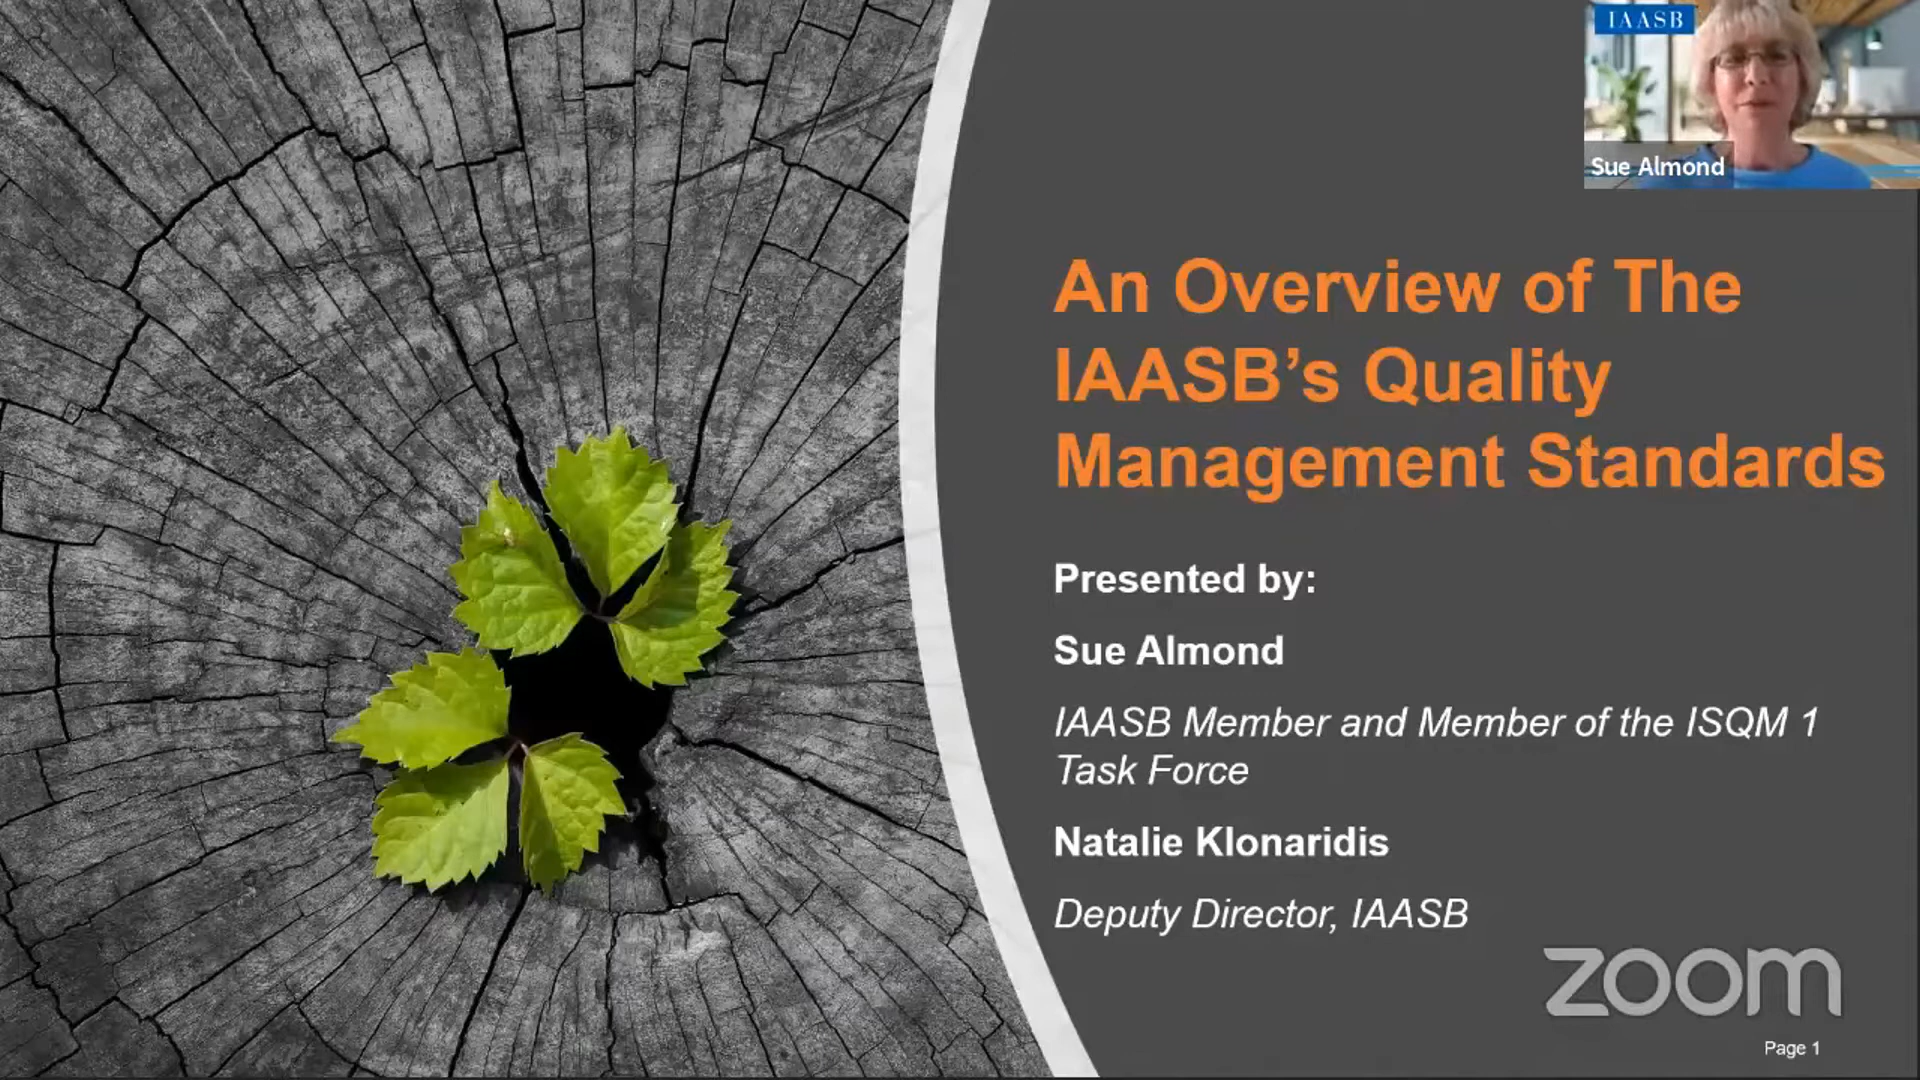 IAASB
Sue Almond
An Overview of The
IAASB’s Quality
Management Standards
Presented by:
Sue Almond
IAASB Member and Member of the ISQM 1
Task Force
Natalie Klonaridis
Deputy Director, IAASB
zoom
Page 1